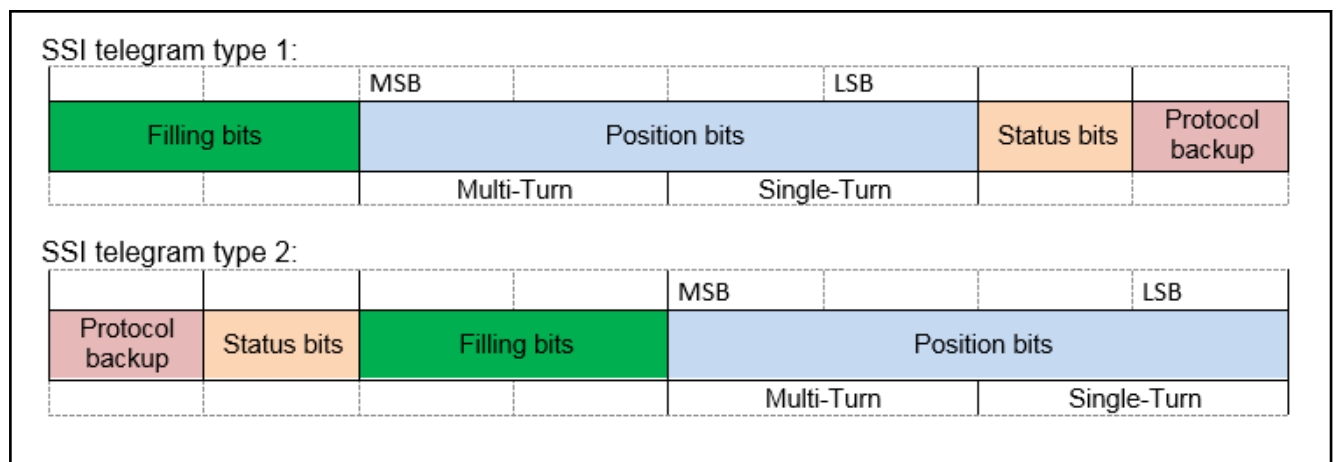 SSI telegram type 1:
MSB LSB
Filling bits Position bits Status bits Protocol
backup
Multi-Turn Single-Turn
SSI telegram type 2:
MSB LSB
Protocol
backup Status bits Filling bits Position bits
Multi-Turn Single-Turn